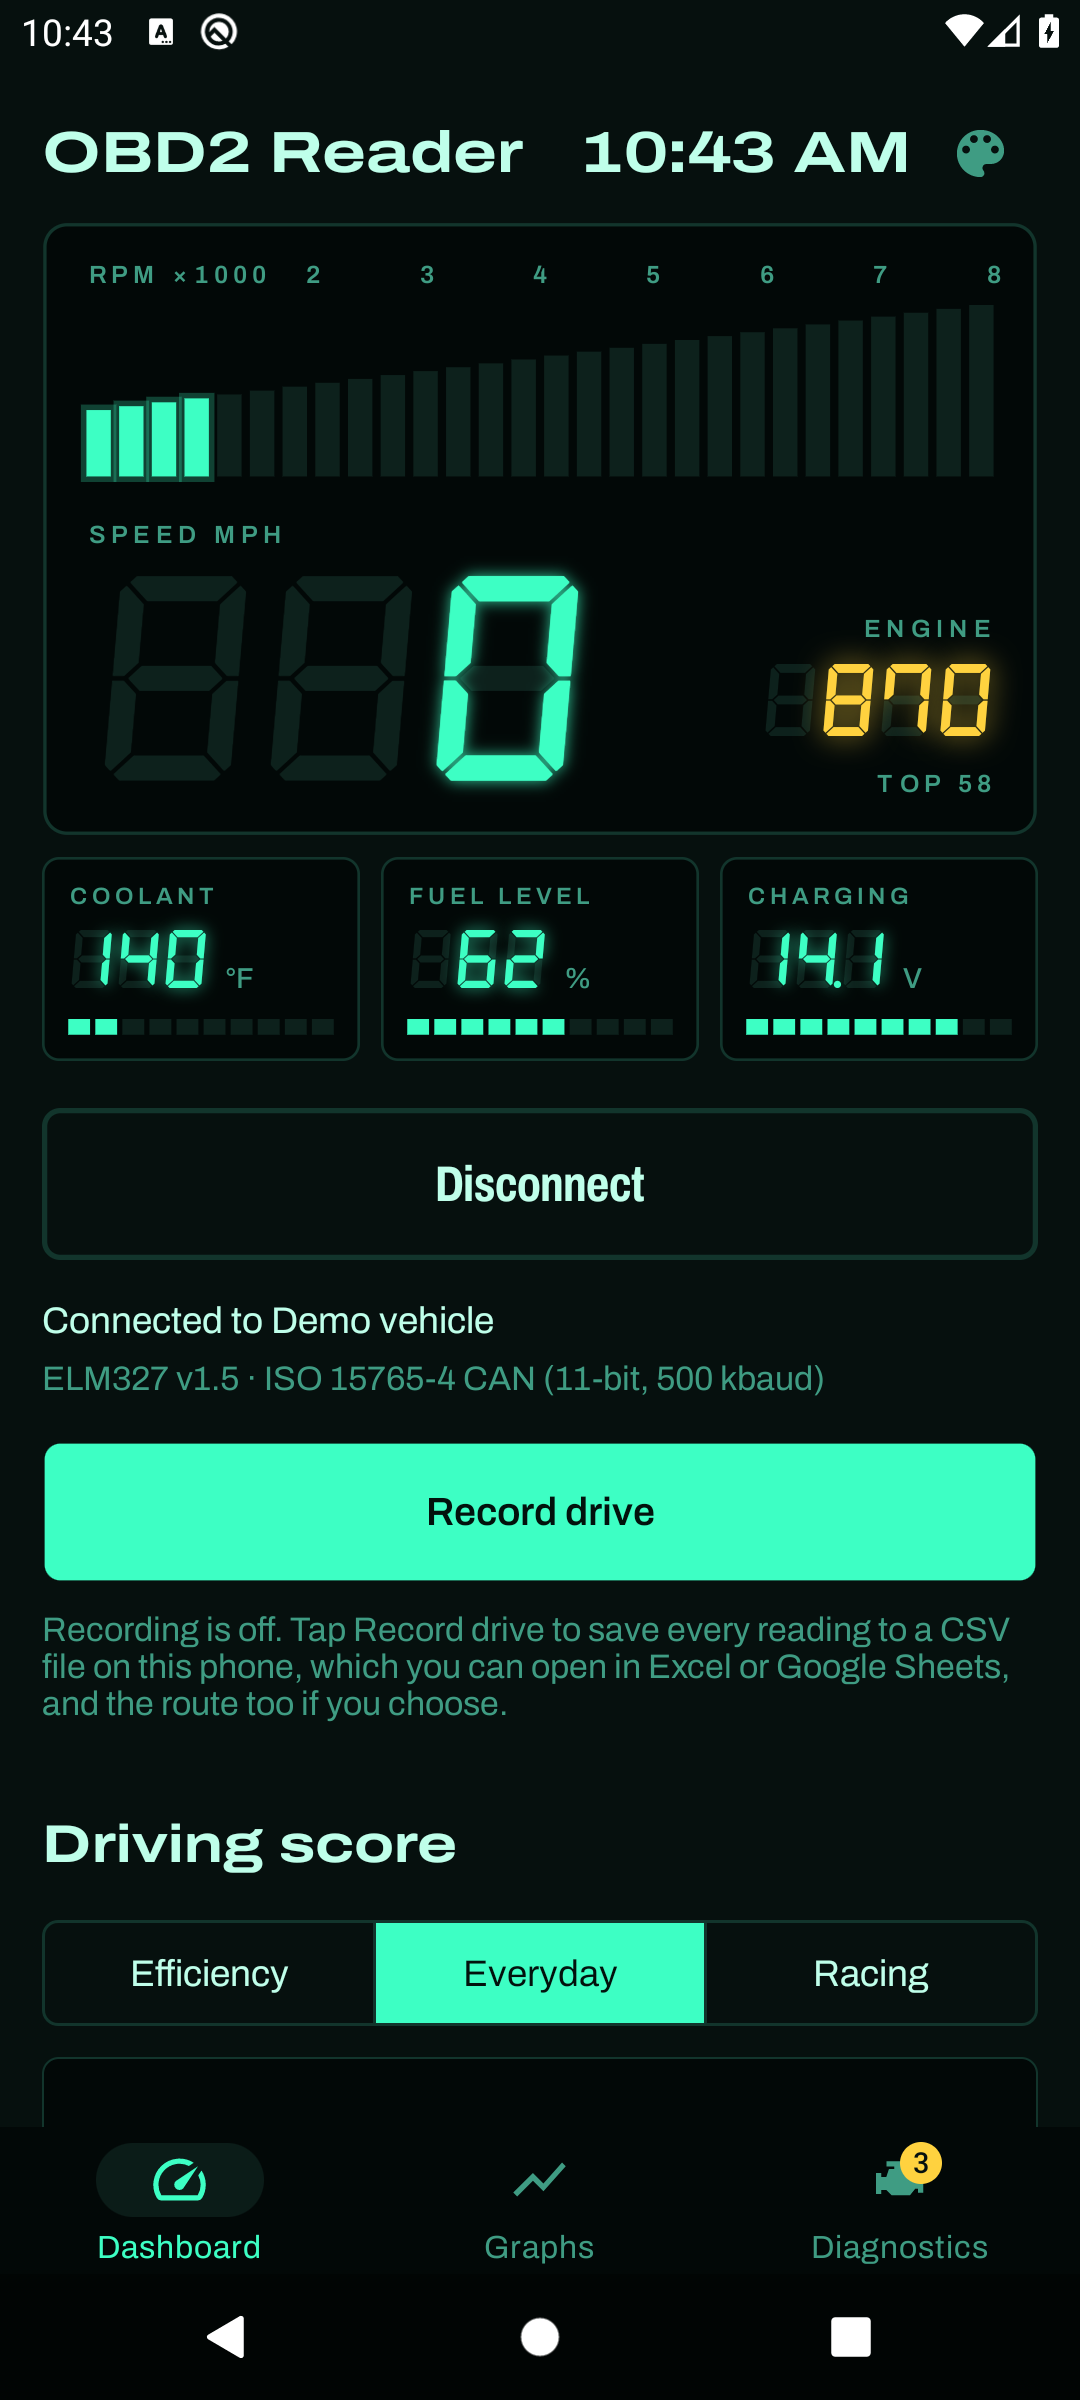 10:43
OBD2 Reader 10:43 AM
RPM ×1000 2 3 4 5 6 7 8
SPEED MPH
0
ENGINE
870
TOP 58
COOLANT FUEL LEVEL CHARGING
140 °F 62 % 14.1 V
Disconnect
Connected to Demo vehicle
ELM327 v1.5 · ISO 15765-4 CAN (11-bit, 500 kbaud)
Record drive
Recording is off. Tap Record drive to save every reading to a CSV
file on this phone, which you can open in Excel or Google Sheets,
and the route too if you choose.
Driving score
Efficiency Everyday Racing
3
Dashboard Graphs Diagnostics